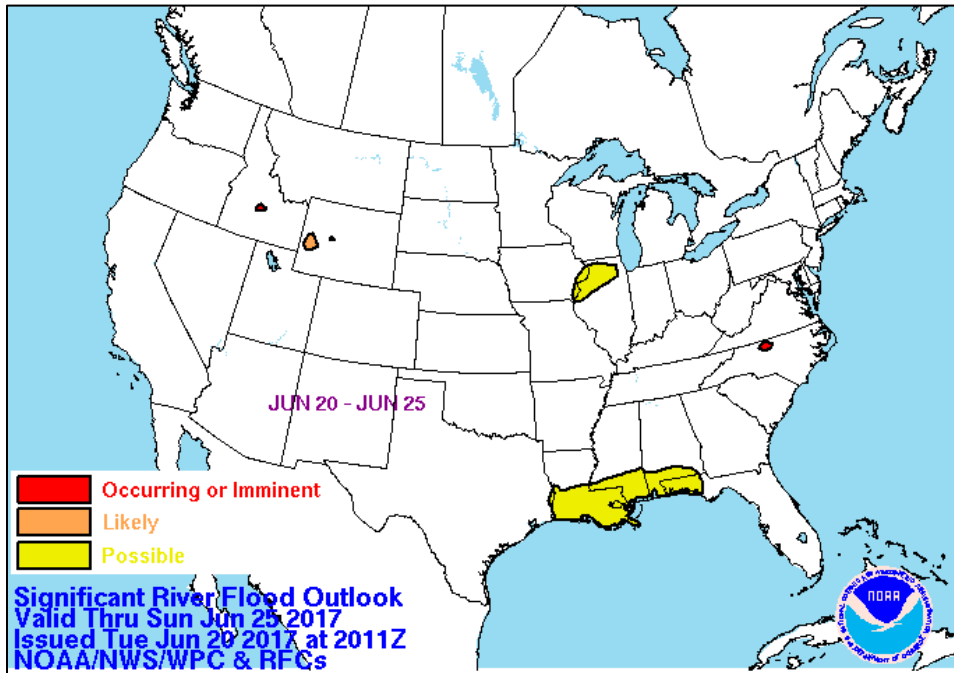 JUN 20 - JUN 25
Occurring or Imminent
Likely
Possible
Significant River Flood Outlook
Valid Thru Sun Jun 25 2017
Issued Tue Jun 20 2017 at 2011Z
NOAA/NWS/WPC & RFCs
NOAA